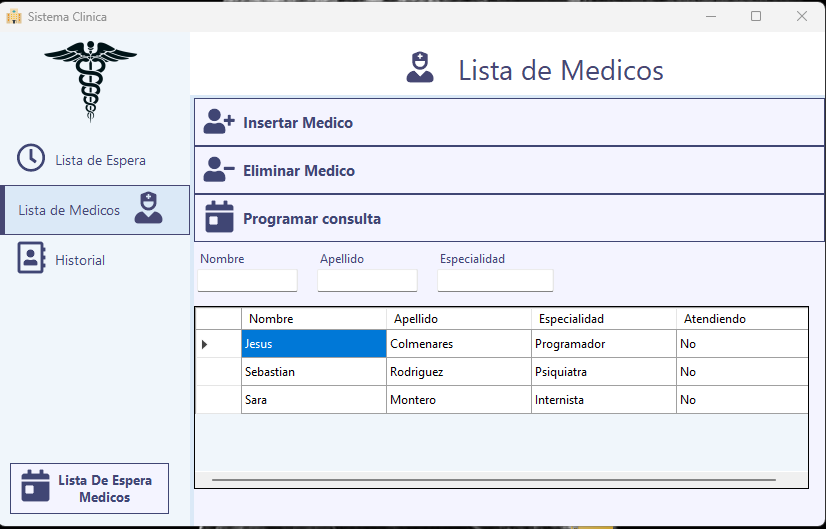 Sistema Clinica
Lista de Medicos
Lista de Espera
Lista de Medicos
Historial
Lista De Espera
Medicos
Insertar Medico
Eliminar Medico
Programar consulta
Nombre Apellido Especialidad
Nombre Apellido Especialidad Atendiendo
Jesus Colmenares Programador No
Sebastian Rodriguez Psiquiatra No
Sara Montero Internista No